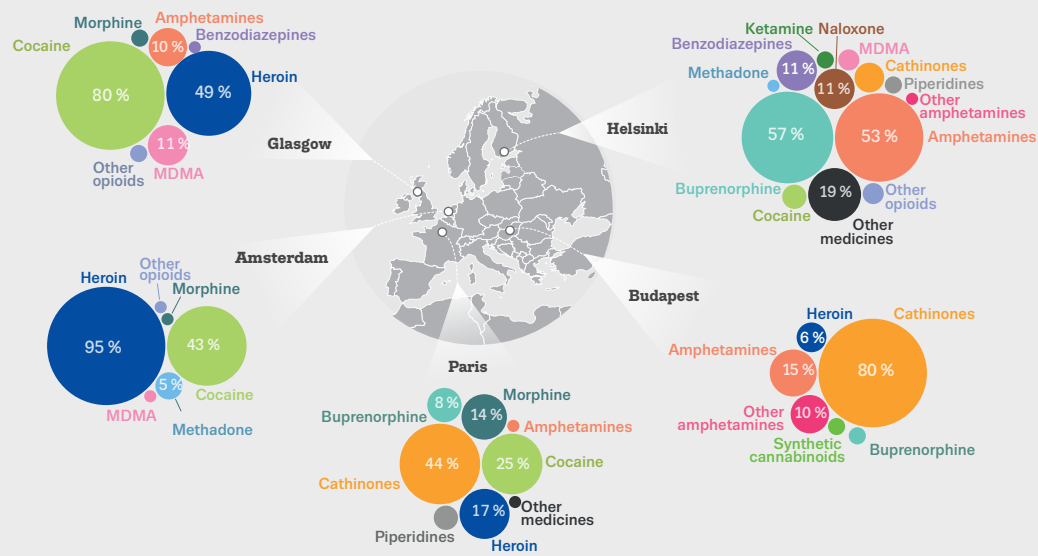 Morphine
Amphetamines
Benzodiazepines
Cocaine
10 %
Heroin
80 %
49 %
11 %
Other
opioids
MDMA
Glasgow
Ketamine
Naloxone
Benzodiazepines
MDMA
Cathinones
Methadone
11 %
Piperidines
11 %
Other
amphetamines
57 %
53 %
Amphetamines
Buprenorphine
19 %
Other
opioids
Cocaine
Other
medicines
Helsinki
Amsterdam
Heroin
Other
opioids
Morphine
95 %
43 %
5 %
Cocaine
MDMA
Methadone
Budapest
Heroin
Cathinones
6 %
Amphetamines
15 %
80 %
Other
amphetamines
10 %
Synthetic
cannabinoids
Buprenorphine
Paris
Morphine
8 %
14 %
Buprenorphine
Amphetamines
44 %
25 %
Cocaine
Cathinones
17 %
Other
medicines
Piperidines
Heroin